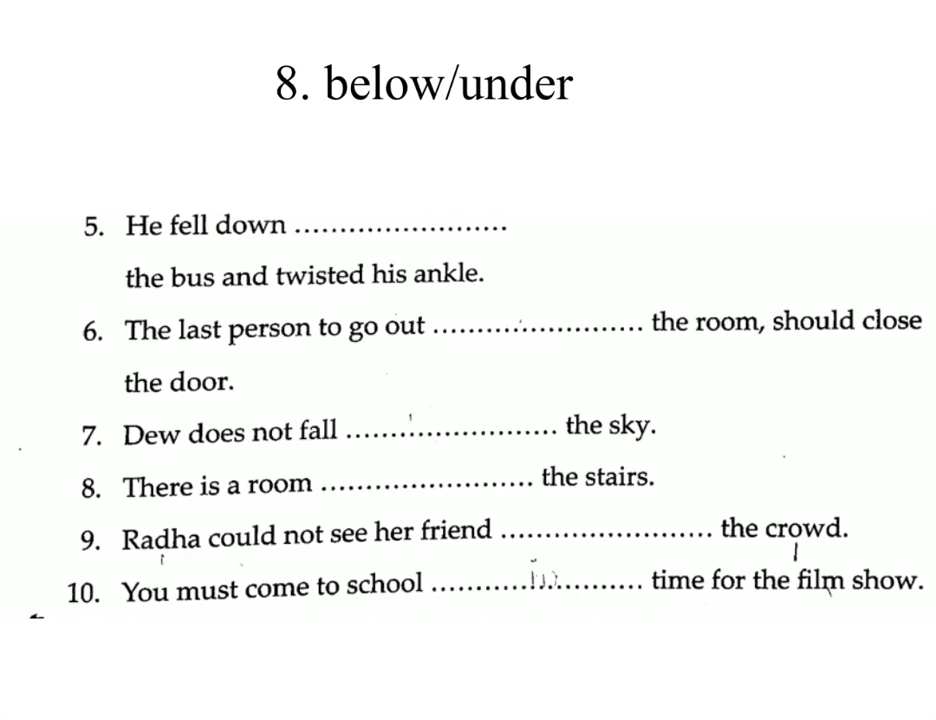 8. below/under
5. He fell down ........................
the bus and twisted his ankle.
6. The last person to go out ........................ the room, should close
the door.
7. Dew does not fall ........................ the sky.
8. There is a room ........................ the stairs.
9. Radha could not see her friend ........................ the crowd.
10. You must come to school ........................ time for the film show.